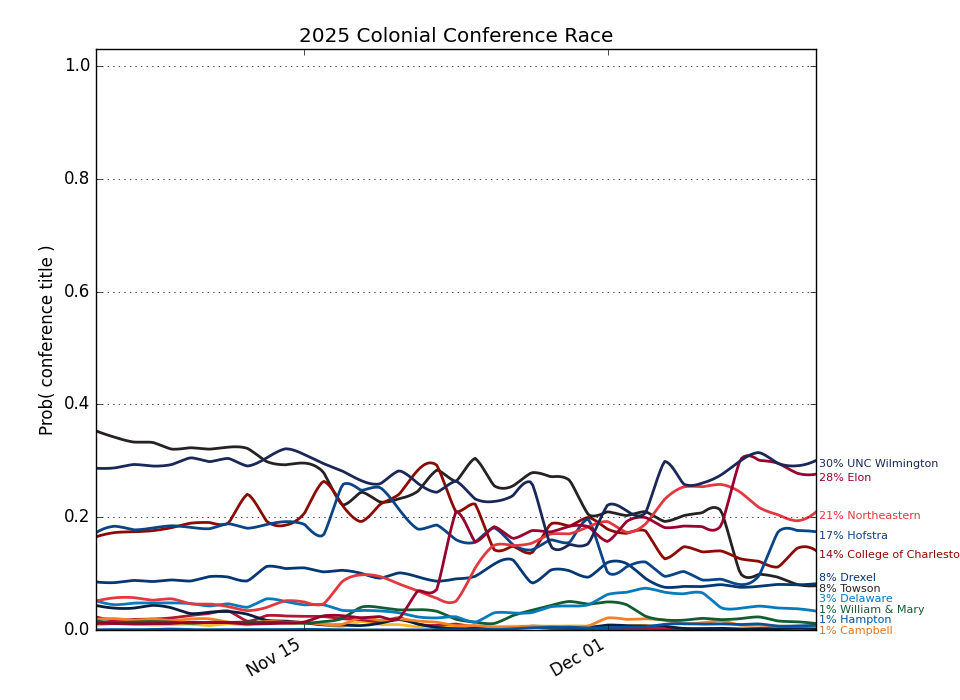 2025 Colonial Conference Race
Prob( conference title )
1.0
0.8
0.6
0.4
0.2
0.0
Nov 15
Dec 01
30% UNC Wilmington
28% Elon
21% Northeastern
17% Hofstra
14% College of Charlesto
8% Drexel
8% Towson
3% Delaware
1% William & Mary
1% Hampton
1% Campbell